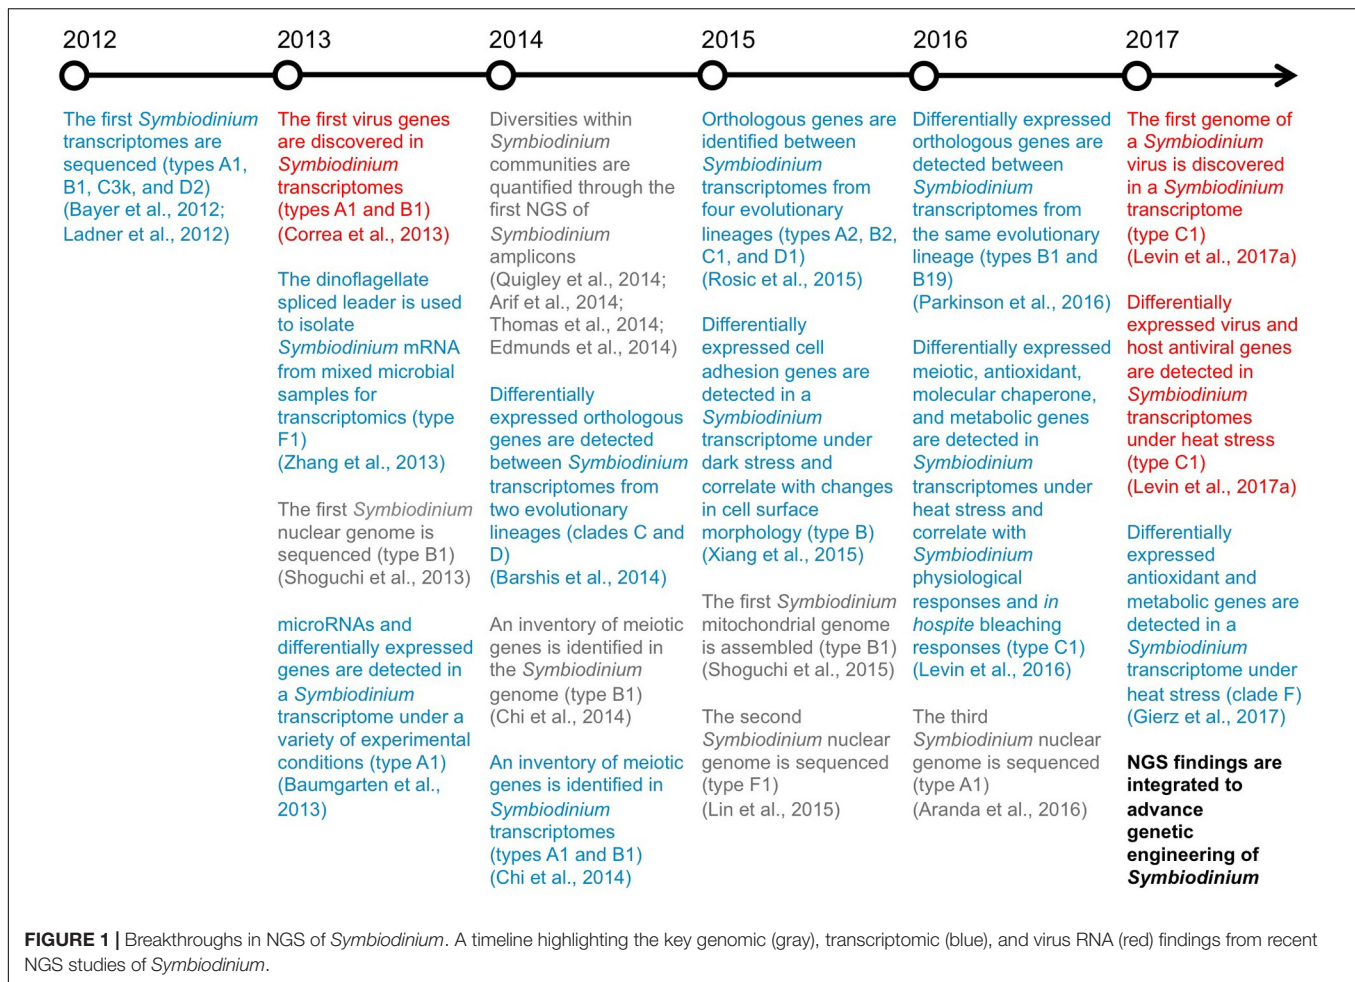 2012
2013
2014
2015
2016
2017
The first Symbiodinium
transcriptomes are
sequenced (types A1,
B1, C3k, and D2)
(Bayer et al., 2012;
Ladner et al., 2012)
The first virus genes
are discovered in
Symbiodinium
transcriptomes
(types A1 and B1)
(Correa et al., 2013)
The dinoflagellate
spliced leader is used
to isolate
Symbiodinium mRNA
from mixed microbial
samples for
transcriptomics (type
F1)
(Zhang et al., 2013)
The first Symbiodinium
nuclear genome is
sequenced (type B1)
(Shoguchi et al., 2013)
microRNAs and
differentially expressed
genes are detected in
a Symbiodinium
transcriptome under a
variety of experimental
conditions (type A1)
(Baumgarten et al.,
2013)
Diversities within
Symbiodinium
communities are
quantified through the
first NGS of
Symbiodinium
amplicons
(Quigley et al., 2014;
Arif et al., 2014;
Thomas et al., 2014;
Edmunds et al., 2014)
Differentially
expressed orthologous
genes are detected
between Symbiodinium
transcriptomes from
two evolutionary
lineages (clades C and
D)
(Barshis et al., 2014)
An inventory of meiotic
genes is identified in
the Symbiodinium
genome (type B1)
(Chi et al., 2014)
An inventory of meiotic
genes is identified in
Symbiodinium
transcriptomes
(types A1 and B1)
(Chi et al., 2014)
Orthologous genes are
identified between
Symbiodinium
transcriptomes from
four evolutionary
lineages (types A2, B2,
C1, and D1)
(Rosic et al., 2015)
Differentially
expressed cell
adhesion genes are
detected in a
Symbiodinium
transcriptome under
dark stress and
correlate with changes
in cell surface
morphology (type B)
(Xiang et al., 2015)
The first Symbiodinium
mitochondrial genome
is assembled (type B1)
(Shoguchi et al., 2015)
The second
Symbiodinium nuclear
genome is sequenced
(type F1)
(Lin et al., 2015)
Differentially expressed
orthologous genes are
detected between
Symbiodinium
transcriptomes from
the same evolutionary
lineage (types B1 and
B19)
(Parkinson et al., 2016)
Differentially expressed
meiotic, antioxidant,
molecular chaperone,
and metabolic genes
are detected in
Symbiodinium
transcriptomes under
heat stress and
correlate with
Symbiodinium
physiological
responses and in
hospite bleaching
responses (type C1)
(Levin et al., 2016)
The third
Symbiodinium nuclear
genome is sequenced
(type A1)
(Aranda et al., 2016)
The first genome of
a Symbiodinium
virus is discovered
in a Symbiodinium
transcriptome
(type C1)
(Levin et al., 2017a)
Differentially
expressed virus and
host antiviral genes
are detected in
Symbiodinium
transcriptomes
under heat stress
(type C1)
(Levin et al., 2017a)
Differentially
expressed
antioxidant and
metabolic genes are
detected in a
Symbiodinium
transcriptome under
heat stress (clade F)
(Gierz et al., 2017)
NGS findings are
integrated to
advance
genetic
engineering of
Symbiodinium
FIGURE 1 | Breakthroughs in NGS of Symbiodinium. A timeline highlighting the key genomic (gray), transcriptomic (blue), and virus RNA (red) findings from recent
NGS studies of Symbiodinium.